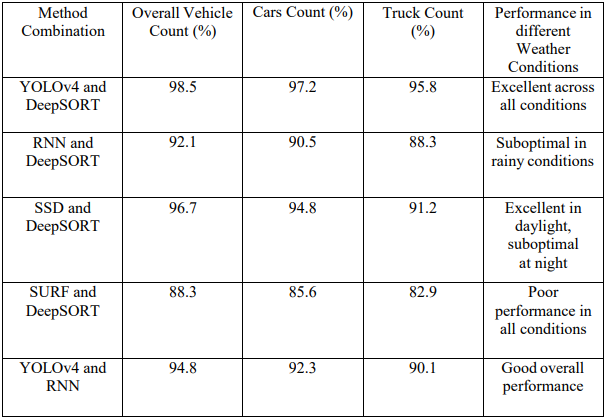 Method Combination | Overall Vehicle Count (%) | Cars Count (%) | Truck Count (%) | Performance in different Weather Conditions
YOLOv4 and DeepSORT | 98.5 | 97.2 | 95.8 | Excellent across all conditions
RNN and DeepSORT | 92.1 | 90.5 | 88.3 | Suboptimal in rainy conditions
SSD and DeepSORT | 96.7 | 94.8 | 91.2 | Excellent in daylight, suboptimal at night
SURF and DeepSORT | 88.3 | 85.6 | 82.9 | Poor performance in all conditions
YOLOv4 and RNN | 94.8 | 92.3 | 90.1 | Good overall performance